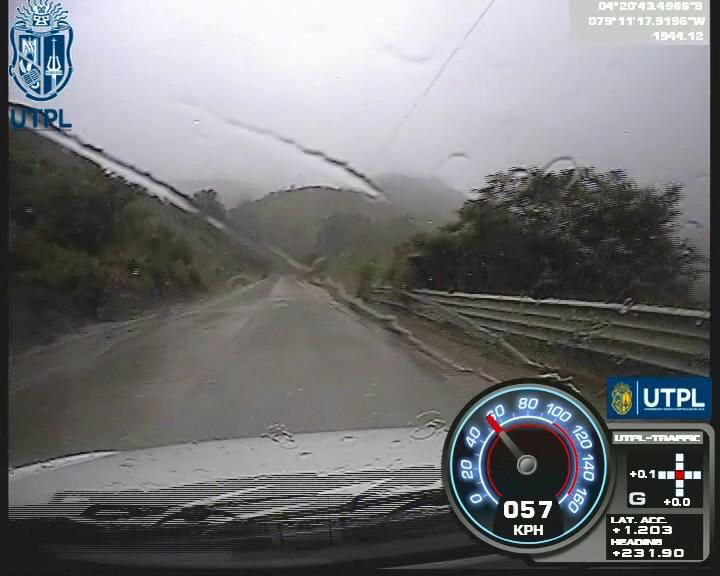 04°20'43.4986"S
079°11'17.9196"W
1944.12
UTPL
UTPL
0 20 40 60 80 100 120 140 160
057
KPH
UTPL-TRAFFIC
+0.1
G
+0.0
LAT. ACC.
+1.203
HEADING
+231.90